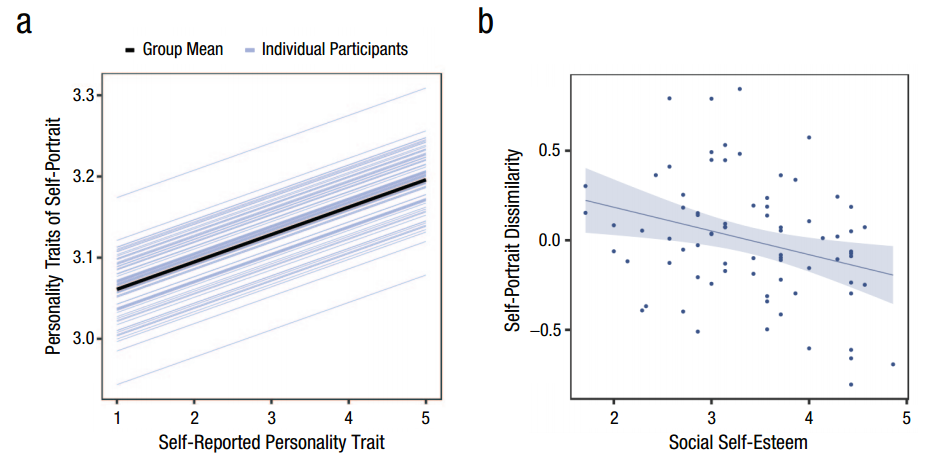 a
Group Mean Individual Participants
Personality Traits of Self-Portrait
3.3
3.2
3.1
3.0
1 2 3 4 5
Self-Reported Personality Trait
b
Self-Portrait Dissimilarity
0.5
0.0
−0.5
2 3 4 5
Social Self-Esteem